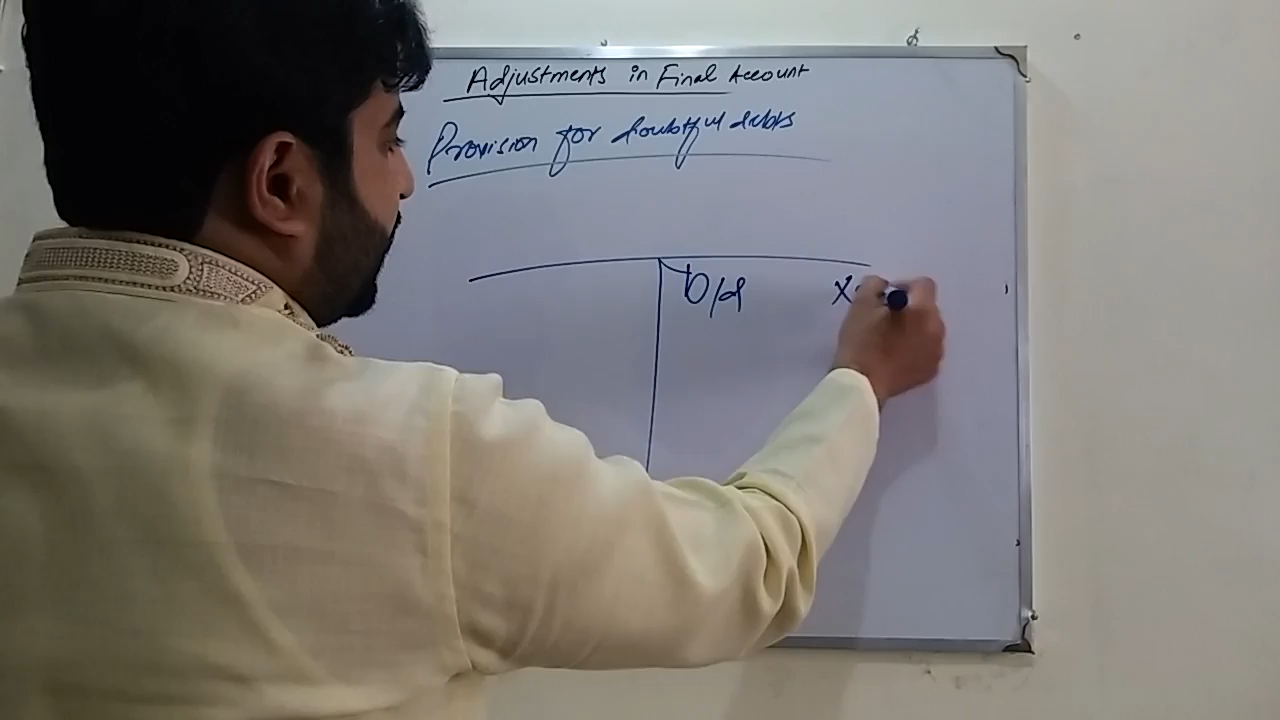 Adjustments in Final Account
Provision for doubtful debts
b/d X